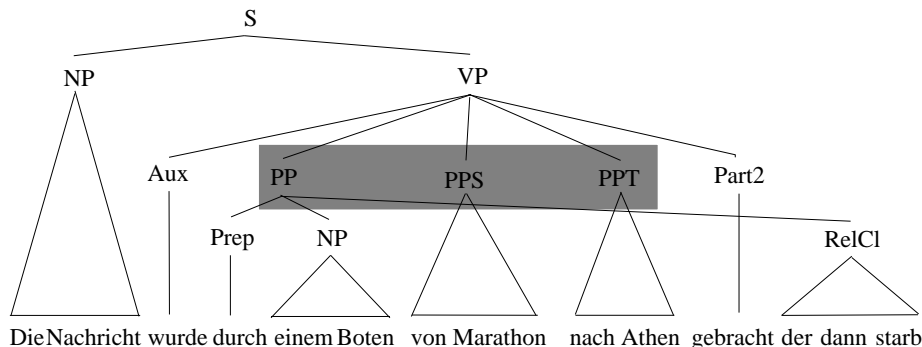 S
NP VP
Aux PP PPS PPT Part2
Prep NP RelCl
Die Nachricht wurde durch einem Boten von Marathon nach Athen gebracht der dann starb